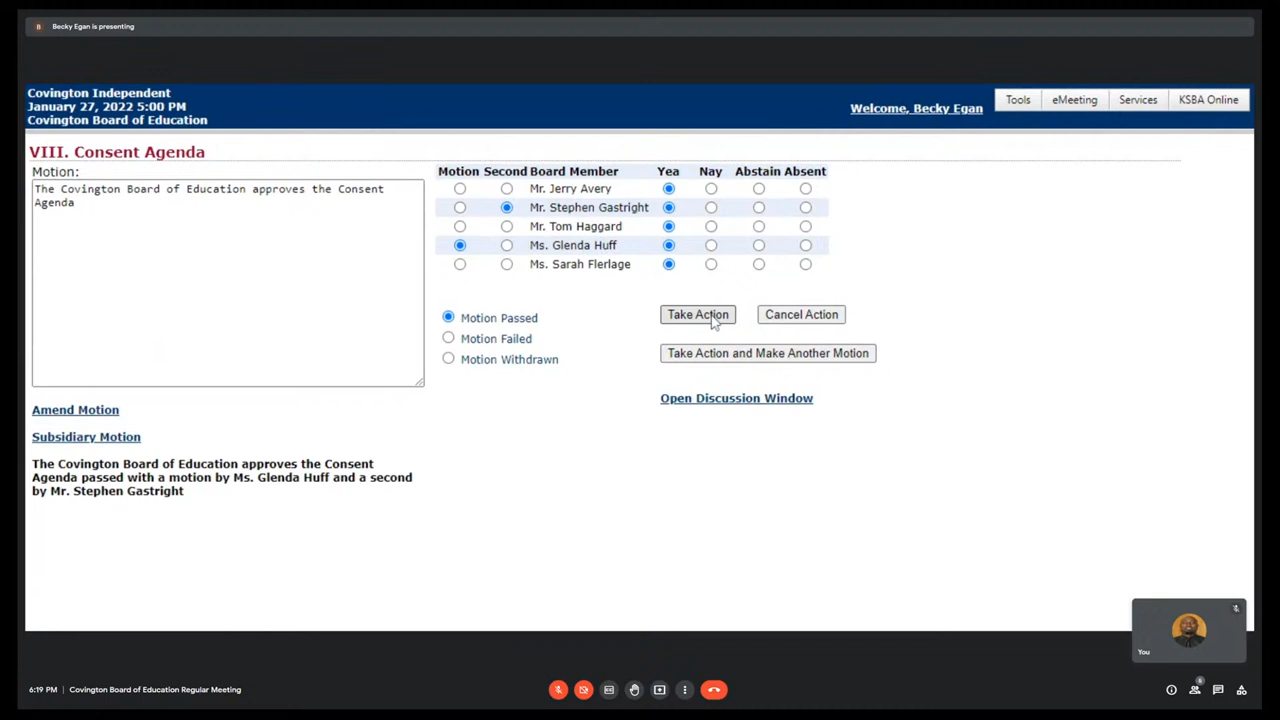 B Becky Egan is presenting
Covington Independent
January 27, 2022 5:00 PM
Covington Board of Education
Welcome, Becky Egan
Tools eMeeting Services KSBA Online
VIII. Consent Agenda
Motion:
The Covington Board of Education approves the Consent
Agenda
Motion Second Board Member Yea Nay Abstain Absent
Mr. Jerry Avery
Mr. Stephen Gastright
Mr. Tom Haggard
Ms. Glenda Huff
Ms. Sarah Flerlage
Motion Passed
Motion Failed
Motion Withdrawn
Take Action Cancel Action
Take Action and Make Another Motion
Open Discussion Window
Amend Motion
Subsidiary Motion
The Covington Board of Education approves the Consent
Agenda passed with a motion by Ms. Glenda Huff and a second
by Mr. Stephen Gastright
You
6:19 PM | Covington Board of Education Regular Meeting